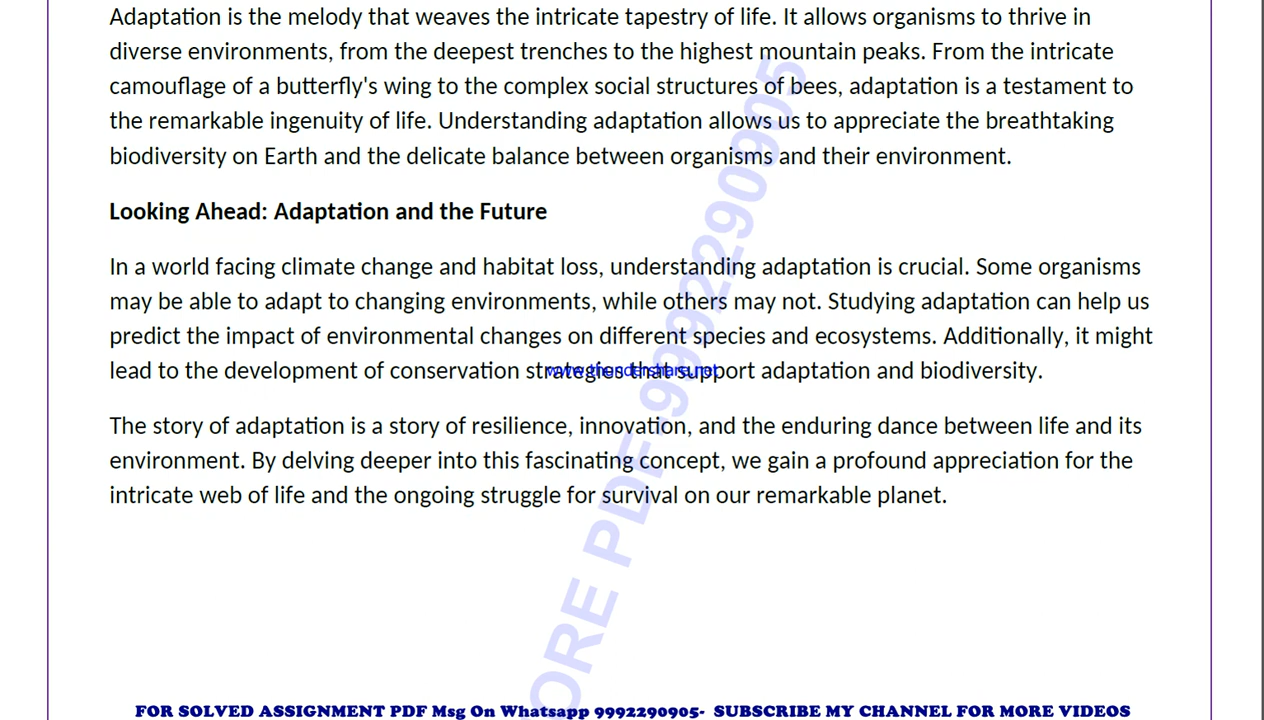 Adaptation is the melody that weaves the intricate tapestry of life. It allows organisms to thrive in
diverse environments, from the deepest trenches to the highest mountain peaks. From the intricate
camouflage of a butterfly's wing to the complex social structures of bees, adaptation is a testament to
the remarkable ingenuity of life. Understanding adaptation allows us to appreciate the breathtaking
biodiversity on Earth and the delicate balance between organisms and their environment.
Looking Ahead: Adaptation and the Future
In a world facing climate change and habitat loss, understanding adaptation is crucial. Some organisms
may be able to adapt to changing environments, while others may not. Studying adaptation can help us
predict the impact of environmental changes on different species and ecosystems. Additionally, it might
lead to the development of conservation strategies that support adaptation and biodiversity.
The story of adaptation is a story of resilience, innovation, and the enduring dance between life and its
environment. By delving deeper into this fascinating concept, we gain a profound appreciation for the
intricate web of life and the ongoing struggle for survival on our remarkable planet.
ORE PDF-9992290905
FOR SOLVED ASSIGNMENT PDF Msg On Whatsapp 9992290905- SUBSCRIBE MY CHANNEL FOR MORE VIDEOS